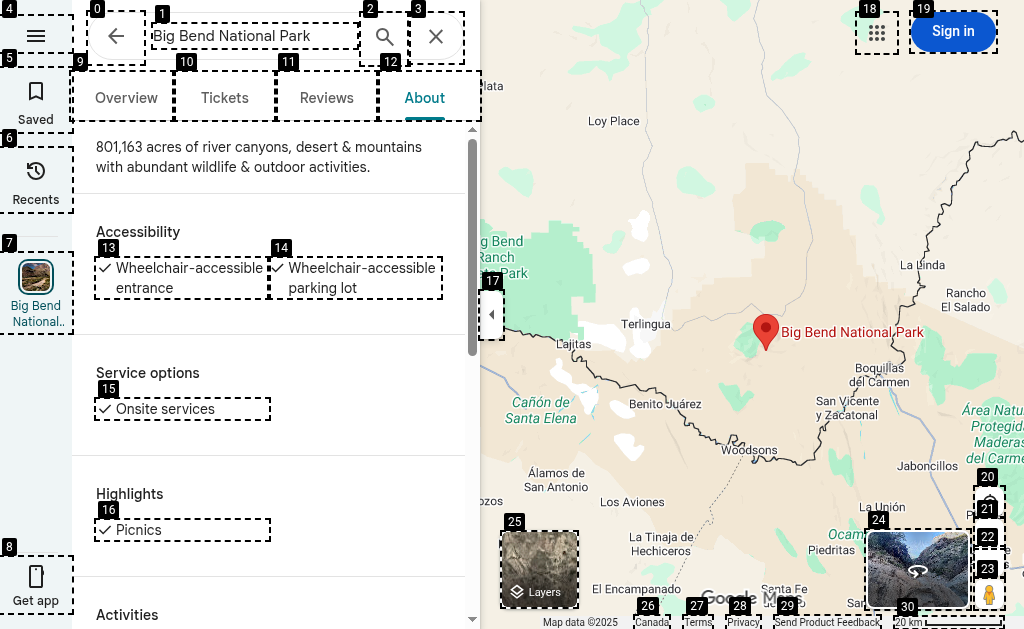 4
0
1
2
3
18
19
Big Bend National Park
Sign in
5
9
10
11
12
Overview
Tickets
Reviews
About
Saved
6
801,163 acres of river canyons, desert & mountains
with abundant wildlife & outdoor activities.
Recents
Accessibility
13
14
Wheelchair-accessible
entrance
Wheelchair-accessible
parking lot
7
Big Bend
National..
17
Service options
15
Onsite services
Highlights
16
Picnics
8
Get app
Activities
lata
Loy Place
g Bend
Ranch
Park
La Linda
Rancho
El Salado
Terlingua
Big Bend National Park
Lajitas
Boquillas
del Carmen
Cañón de
Santa Elena
Benito Juárez
San Vicente
y Zacatonal
Área Natu
Protegida
Maderas
del Carme
Woodsons
Jaboncillos
Álamos de
San Antonio
ozos
Los Aviones
20
21
La Unión
25
24
22
La Tinaja de
Hechiceros
Ocam
Piedritas
23
Layers
El Encampado
Santa Fe
Google Maps
San
26
27
28
29
30
Map data ©2025
Canada
Terms
Privacy
Send Product Feedback
20 km